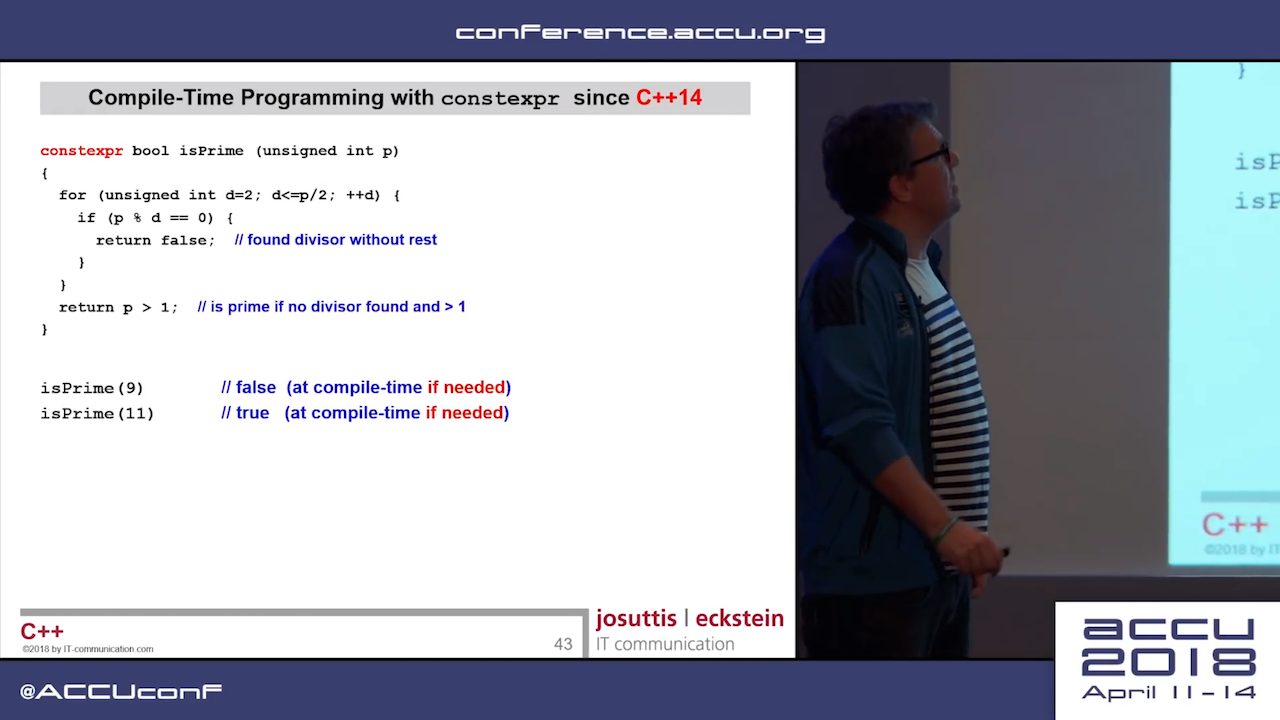 conference.accu.org
Compile-Time Programming with constexpr since C++14
constexpr bool isPrime (unsigned int p)
{
for (unsigned int d=2; d<=p/2; ++d) {
if (p % d == 0) {
return false; // found divisor without rest
}
}
return p > 1; // is prime if no divisor found and > 1
}
isPrime(9) // false (at compile-time if needed)
isPrime(11) // true (at compile-time if needed)
C++
©2018 by IT-communication.com
43
josuttis | eckstein
IT communication
}
isP
isP
C++
©2018 by IT
accu
2018
April 11-14
@ACCUconf